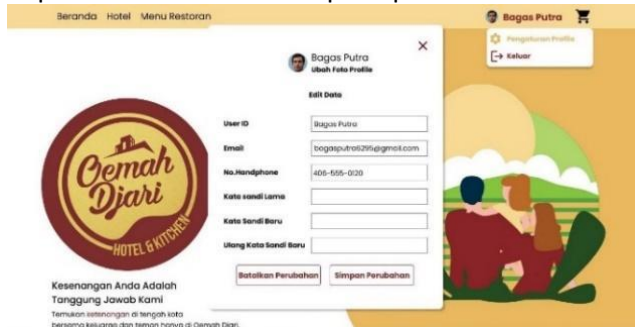 Beranda Hotel Menu Restoran
Bagas Putra
Pengaturan Profile
Keluar
Bagas Putra
Ubah Foto Profile
Edit Data
User ID Bagas Putra
Email bagasputra6295@gmail.com
No.Handphone 406-555-0120
Kata sandi Lama
Kata Sandi Baru
Ulang Kata Sandi Baru
Batalkan Perubahan Simpan Perubahan
Oemah
Djari
HOTEL & KITCHEN
Kesenangan Anda Adalah
Tanggung Jawab Kami
Temukan ketenangan di tengah kota
bersama keluarga dan teman hanya di Oemah Djari.